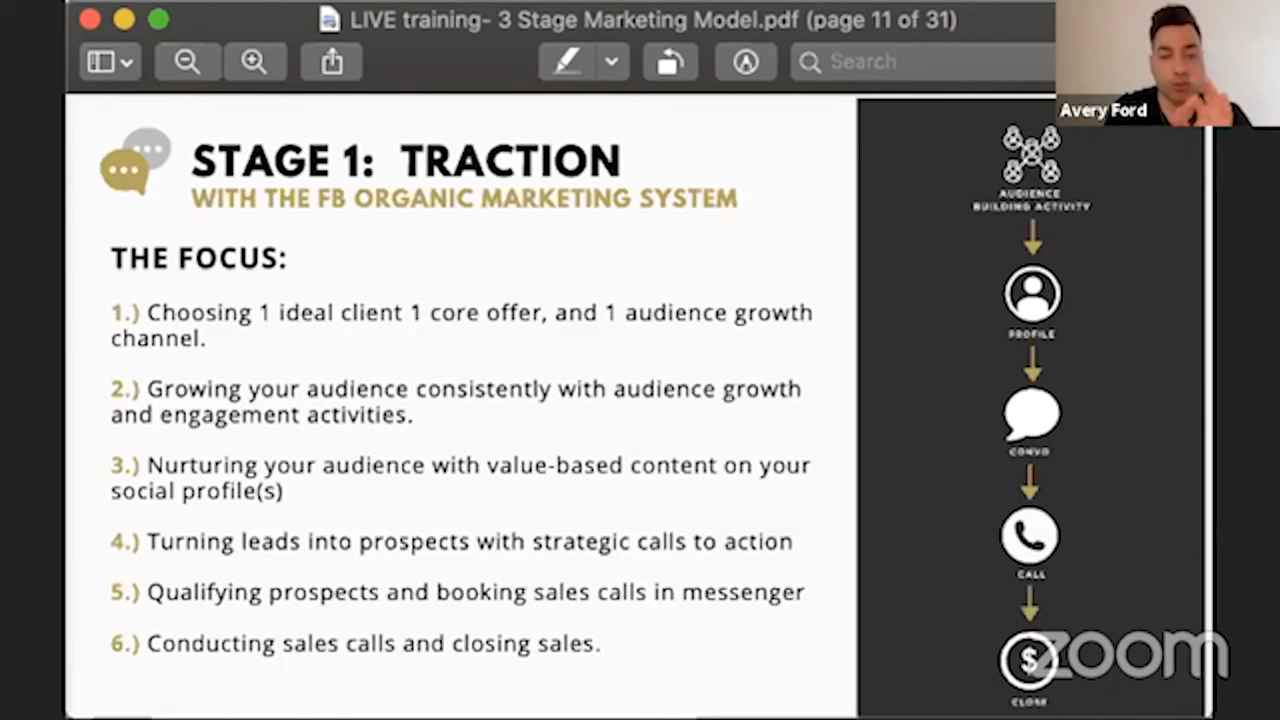 LIVE training- 3 Stage Marketing Model.pdf (page 11 of 31)
Search
Avery Ford
STAGE 1: TRACTION
WITH THE FB ORGANIC MARKETING SYSTEM
THE FOCUS:
1.) Choosing 1 ideal client 1 core offer, and 1 audience growth
channel.
2.) Growing your audience consistently with audience growth
and engagement activities.
3.) Nurturing your audience with value-based content on your
social profile(s)
4.) Turning leads into prospects with strategic calls to action
5.) Qualifying prospects and booking sales calls in messenger
6.) Conducting sales calls and closing sales.
AUDIENCE
BUILDING ACTIVITY
PROFILE
CONVO
CALL
$
CLOSE
zoom